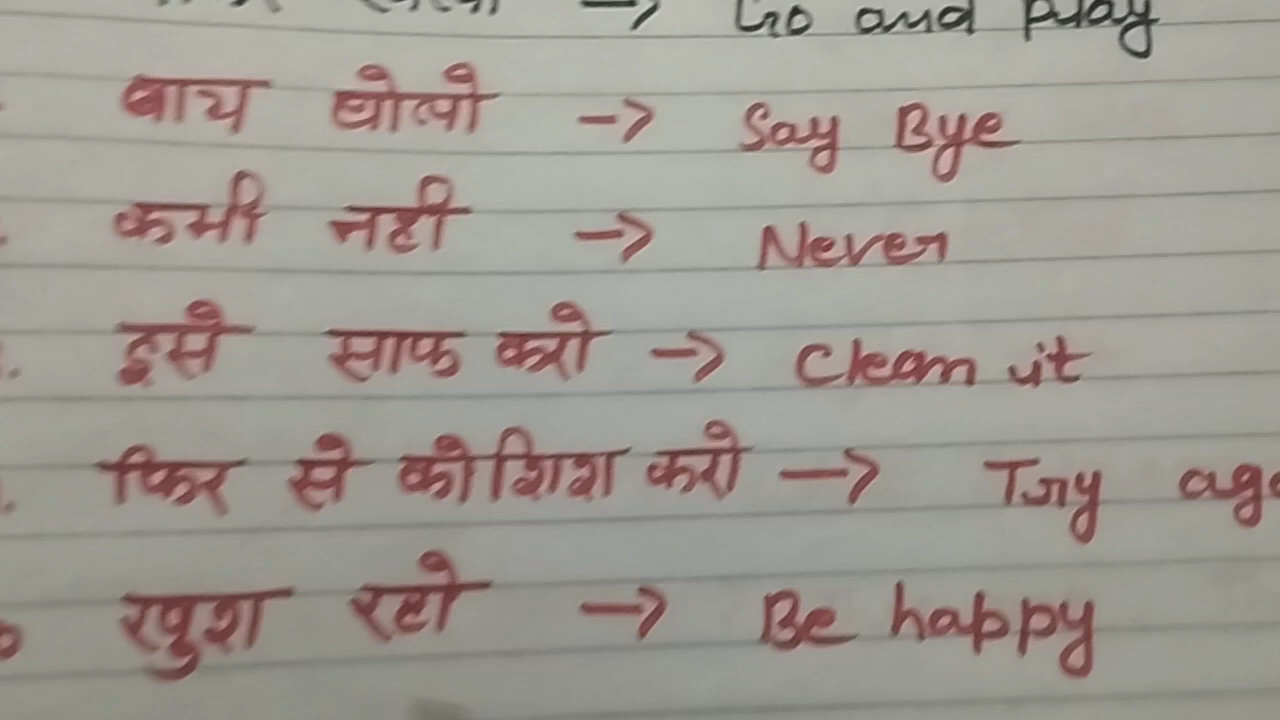 → Go and play
बाय बोलो → Say Bye
कभी नही → Never
इसे साफ करो → Clean it
फिर से कोशिश करो → Try
खुश रहो → Be happy